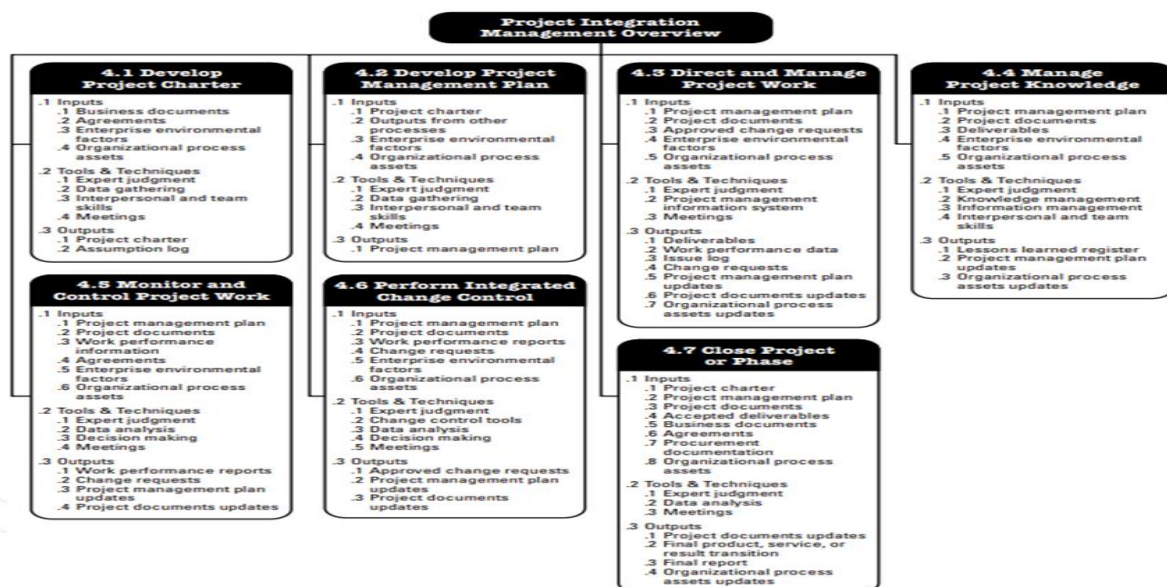 Project Integration
Management Overview
4.1 Develop
Project Charter
.1 Inputs
.1 Business documents
.2 Agreements
.3 Enterprise environmental
factors
.4 Organizational process
assets
.2 Tools & Techniques
.1 Expert judgment
.2 Data gathering
.3 Interpersonal and team
skills
.4 Meetings
.3 Outputs
.1 Project charter
.2 Assumption log
4.2 Develop Project
Management Plan
.1 Inputs
.1 Project charter
.2 Outputs from other
processes
.3 Enterprise environmental
factors
.4 Organizational process
assets
.2 Tools & Techniques
.1 Expert judgment
.2 Data gathering
.3 Interpersonal and team
skills
.4 Meetings
.3 Outputs
.1 Project management plan
4.3 Direct and Manage
Project Work
.1 Inputs
.1 Project management plan
.2 Project documents
.3 Approved change requests
.4 Enterprise environmental
factors
.5 Organizational process
assets
.2 Tools & Techniques
.1 Expert judgment
.2 Project management
information system
.3 Meetings
.3 Outputs
.1 Deliverables
.2 Work performance data
.3 Issue log
.4 Change requests
.5 Project management plan
updates
.6 Project documents updates
.7 Organizational process
assets updates
4.4 Manage
Project Knowledge
.1 Inputs
.1 Project management plan
.2 Project documents
.3 Deliverables
.4 Enterprise environmental
factors
.5 Organizational process
assets
.2 Tools & Techniques
.1 Expert judgment
.2 Knowledge management
.3 Information management
.4 Interpersonal and team
skills
.3 Outputs
.1 Lessons learned register
.2 Project management plan
updates
.3 Organizational process
assets updates
4.5 Monitor and
Control Project Work
.1 Inputs
.1 Project management plan
.2 Project documents
.3 Work performance
information
.4 Agreements
.5 Enterprise environmental
factors
.6 Organizational process
assets
.2 Tools & Techniques
.1 Expert judgment
.2 Data analysis
.3 Decision making
.4 Meetings
.3 Outputs
.1 Work performance reports
.2 Change requests
.3 Project management plan
updates
.4 Project documents updates
4.6 Perform Integrated
Change Control
.1 Inputs
.1 Project management plan
.2 Project documents
.3 Work performance reports
.4 Change requests
.5 Enterprise environmental
factors
.6 Organizational process
assets
.2 Tools & Techniques
.1 Expert judgment
.2 Change control tools
.3 Data analysis
.4 Decision making
.5 Meetings
.3 Outputs
.1 Approved change requests
.2 Project management plan
updates
.3 Project documents
updates
4.7 Close Project
or Phase
.1 Inputs
.1 Project charter
.2 Project management plan
.3 Project documents
.4 Accepted deliverables
.5 Business documents
.6 Agreements
.7 Procurement
documentation
.8 Organizational process
assets
.2 Tools & Techniques
.1 Expert judgment
.2 Data analysis
.3 Meetings
.3 Outputs
.1 Project documents updates
.2 Final product, service, or
result transition
.3 Final report
.4 Organizational process
assets updates